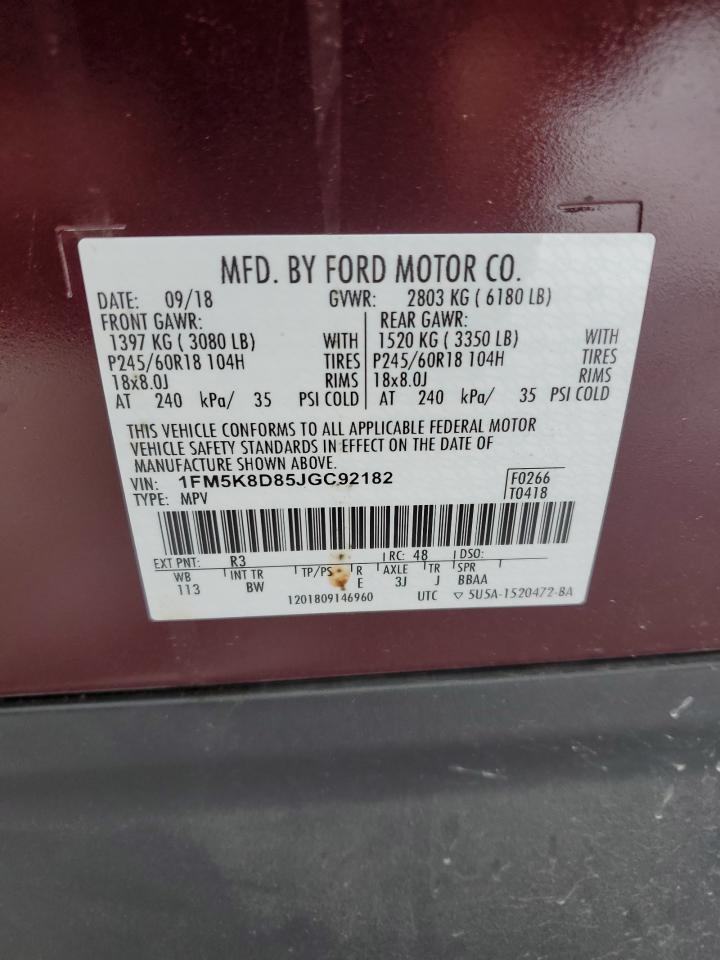 MFD. BY FORD MOTOR CO.
DATE: 09/18 GVWR: 2803 KG ( 6180 LB)
FRONT GAWR: REAR GAWR:
1397 KG ( 3080 LB) WITH 1520 KG ( 3350 LB) WITH
P245/60R18 104H TIRES P245/60R18 104H TIRES
18x8.0J RIMS 18x8.0J RIMS
AT 240 kPa/ 35 PSI COLD AT 240 kPa/ 35 PSI COLD
THIS VEHICLE CONFORMS TO ALL APPLICABLE FEDERAL MOTOR
VEHICLE SAFETY STANDARDS IN EFFECT ON THE DATE OF
MANUFACTURE SHOWN ABOVE.
VIN: 1FM5K8D85JGC92182 F0266
TYPE: MPV T0418
EXT PNT: R3 RC: 48 DSO:
WB INT TR TP/PS R AXLE TR SPR
113 BW E 3J J BBAA
1201809146960 UTC ▽ 5U5A-1520472-BA